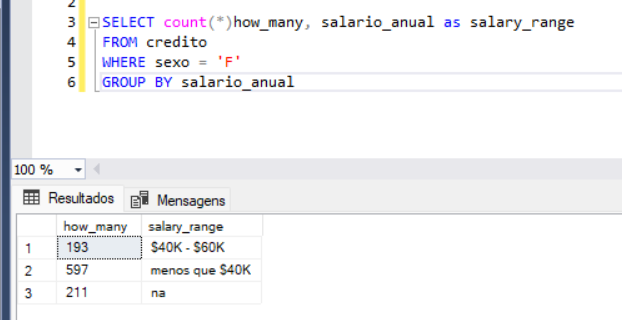 2
3 SELECT count(*)how_many, salario_anual as salary_range
4 FROM credito
5 WHERE sexo = 'F'
6 GROUP BY salario_anual
100 %
Resultados Mensagens
how_many salary_range
1 193 $40K - $60K
2 597 menos que $40K
3 211 na